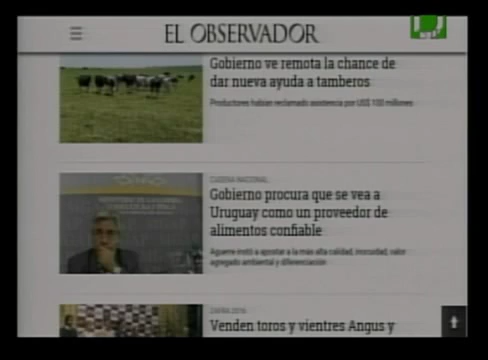 EL OBSERVADOR
Gobierno ve remota la chance de
dar nueva ayuda a tamberos
Productores habían reclamado asistencia por US$ 100 millones
CADENA NACIONAL
Gobierno procura que se vea a
Uruguay como un proveedor de
alimentos confiable
Aguerre instó a apostar a la más alta calidad, inocuidad, valor
agregado ambiental y diferenciación
ZAFRA 2016
Venden toros y vientres Angus y